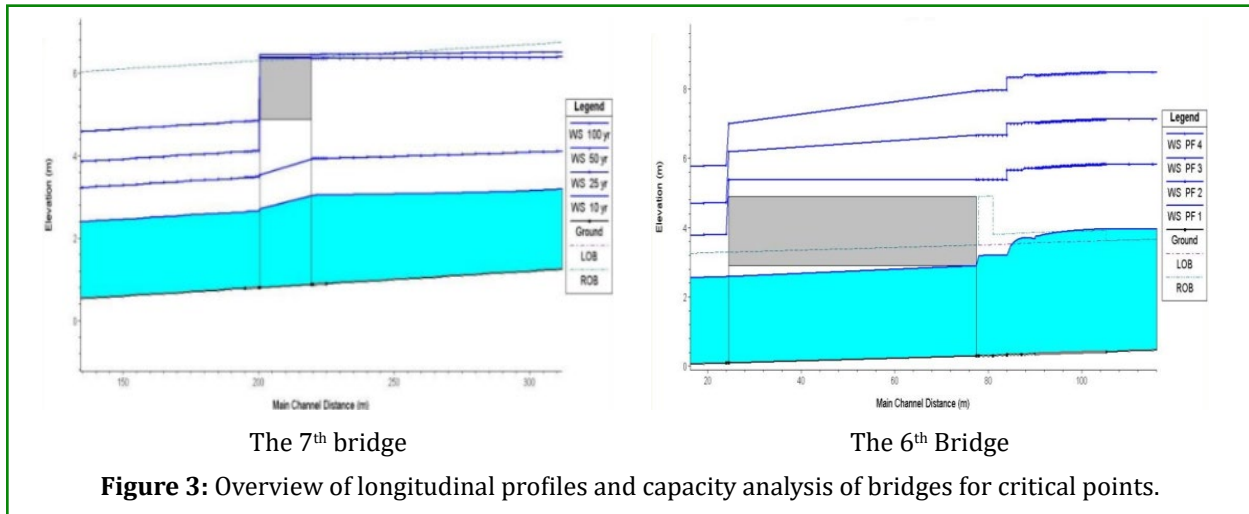 Elevation (m)
6
4
2
0
150
200
250
300
Main Channel Distance (m)
Legend
WS 100 yr
WS 50 yr
WS 25 yr
WS 10 yr
Ground
LOB
ROB
The 7th bridge
Elevation (m)
8
6
4
2
0
20
40
60
80
100
Main Channel Distance (m)
Legend
WS PF 4
WS PF 3
WS PF 2
WS PF 1
Ground
LOB
ROB
The 6th Bridge
Figure 3: Overview of longitudinal profiles and capacity analysis of bridges for critical points.